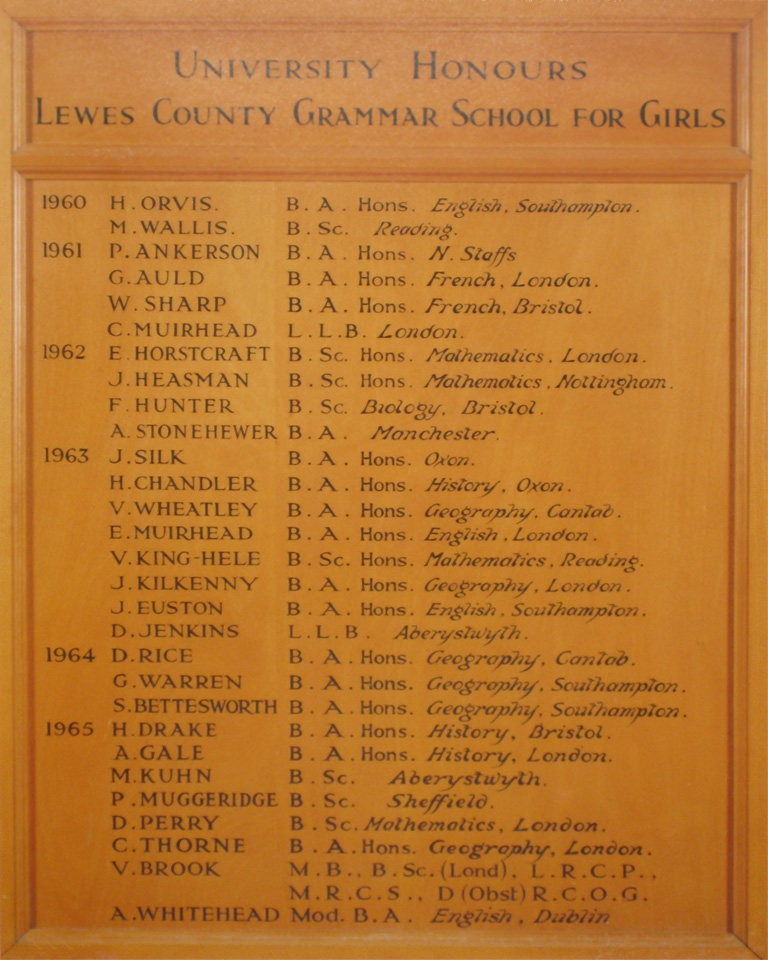 UNIVERSITY HONOURS
LEWES COUNTY GRAMMAR SCHOOL FOR GIRLS
1960 H. ORVIS. B. A. Hons. English, Southampton.
M. WALLIS. B. Sc. Reading.
1961 P. ANKERSON B. A. Hons. N. Staffs
G. AULD B. A. Hons. French, London.
W. SHARP B. A. Hons. French, Bristol.
C. MUIRHEAD L.L.B. London.
1962 E. HORSTCRAFT B. Sc. Hons. Mathematics, London.
J. HEASMAN B. Sc. Hons. Mathematics, Nottingham.
F. HUNTER B. Sc. Biology, Bristol.
A. STONEHEWER B. A. Manchester.
1963 J. SILK B. A. Hons. Oxon.
H. CHANDLER B. A. Hons. History, Oxon.
V. WHEATLEY B. A. Hons. Geography, Cantab.
E. MUIRHEAD B. A. Hons. English, London.
V. KING-HELE B. Sc. Hons. Mathematics, Reading.
J. KILKENNY B. A. Hons. Geography, London.
J. EUSTON B. A. Hons. English, Southampton.
D. JENKINS L.L.B. Aberystwyth.
1964 D. RICE B. A. Hons. Geography, Cantab.
G. WARREN B. A. Hons. Geography, Southampton.
S. BETTESWORTH B. A. Hons. Geography, Southampton.
1965 H. DRAKE B. A. Hons. History, Bristol.
A. GALE B. A. Hons. History, London.
M. KUHN B. Sc. Aberystwyth.
P. MUGGERIDGE B. Sc. Sheffield.
D. PERRY B. Sc. Mathematics, London.
C. THORNE B. A. Hons. Geography, London.
V. BROOK M.B., B.Sc. (Lond), L.R.C.P.,
M.R.C.S., D (Obst) R.C.O.G.
A. WHITEHEAD Mod. B.A. English, Dublin